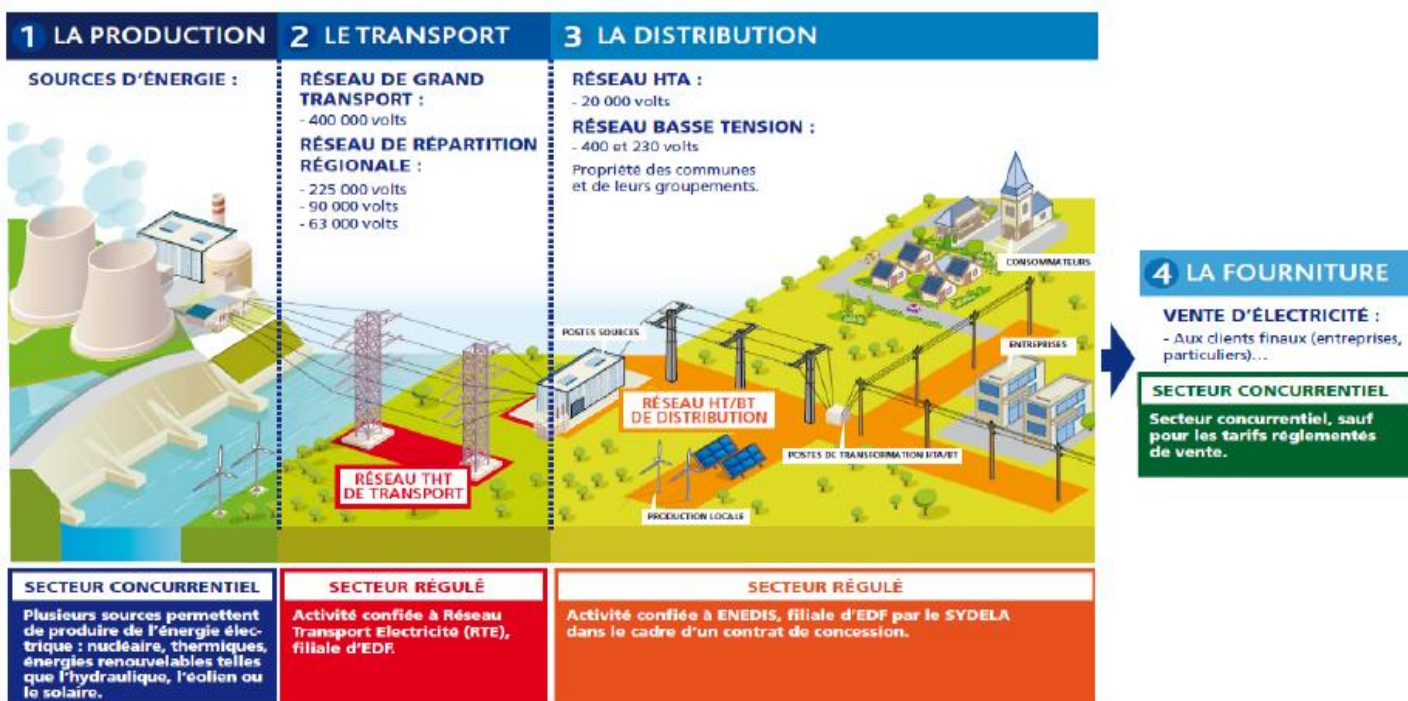 1 LA PRODUCTION
SOURCES D'ÉNERGIE :
2 LE TRANSPORT
RÉSEAU DE GRAND
TRANSPORT :
- 400 000 volts
RÉSEAU DE RÉPARTITION
RÉGIONALE :
- 225 000 volts
- 90 000 volts
- 63 000 volts
3 LA DISTRIBUTION
RÉSEAU HTA :
- 20 000 volts
RÉSEAU BASSE TENSION :
- 400 et 230 volts
Propriété des communes
et de leurs groupements.
CONSOMMATEURS
POSTES SOURCES
ENTREPRISES
RÉSEAU HT/BT
DE DISTRIBUTION
POSTES DE TRANSFORMATION HTA/BT
RÉSEAU THT
DE TRANSPORT
PRODUCTION LOCALE
4 LA FOURNITURE
VENTE D'ÉLECTRICITÉ :
- Aux clients finaux (entreprises,
particuliers)...
SECTEUR CONCURRENTIEL
Secteur concurrentiel, sauf
pour les tarifs réglementés
de vente.
SECTEUR CONCURRENTIEL
Plusieurs sources permettent
de produire de l'énergie élec-
trique : nucléaire, thermiques,
énergies renouvelables telles
que l'hydraulique, l'éolien ou
le solaire.
SECTEUR RÉGULÉ
Activité confiée à Réseau
Transport Electricité (RTE),
filiale d'EDF.
SECTEUR RÉGULÉ
Activité confiée à ENEDIS, filiale d'EDF par le SYDELA
dans le cadre d'un contrat de concession.